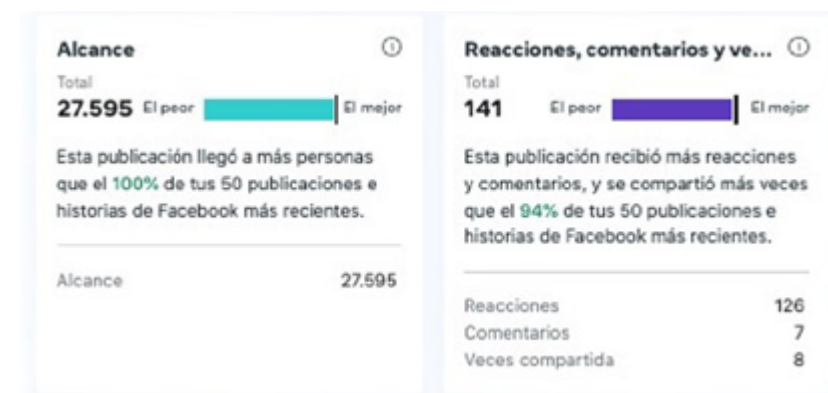 Alcance
Total
27.595 El peor El mejor
Esta publicación llegó a más personas
que el 100% de tus 50 publicaciones e
historias de Facebook más recientes.
Alcance 27.595
Reacciones, comentarios y ve...
Total
141 El peor El mejor
Esta publicación recibió más reacciones
y comentarios, y se compartió más veces
que el 94% de tus 50 publicaciones e
historias de Facebook más recientes.
Reacciones 126
Comentarios 7
Veces compartida 8